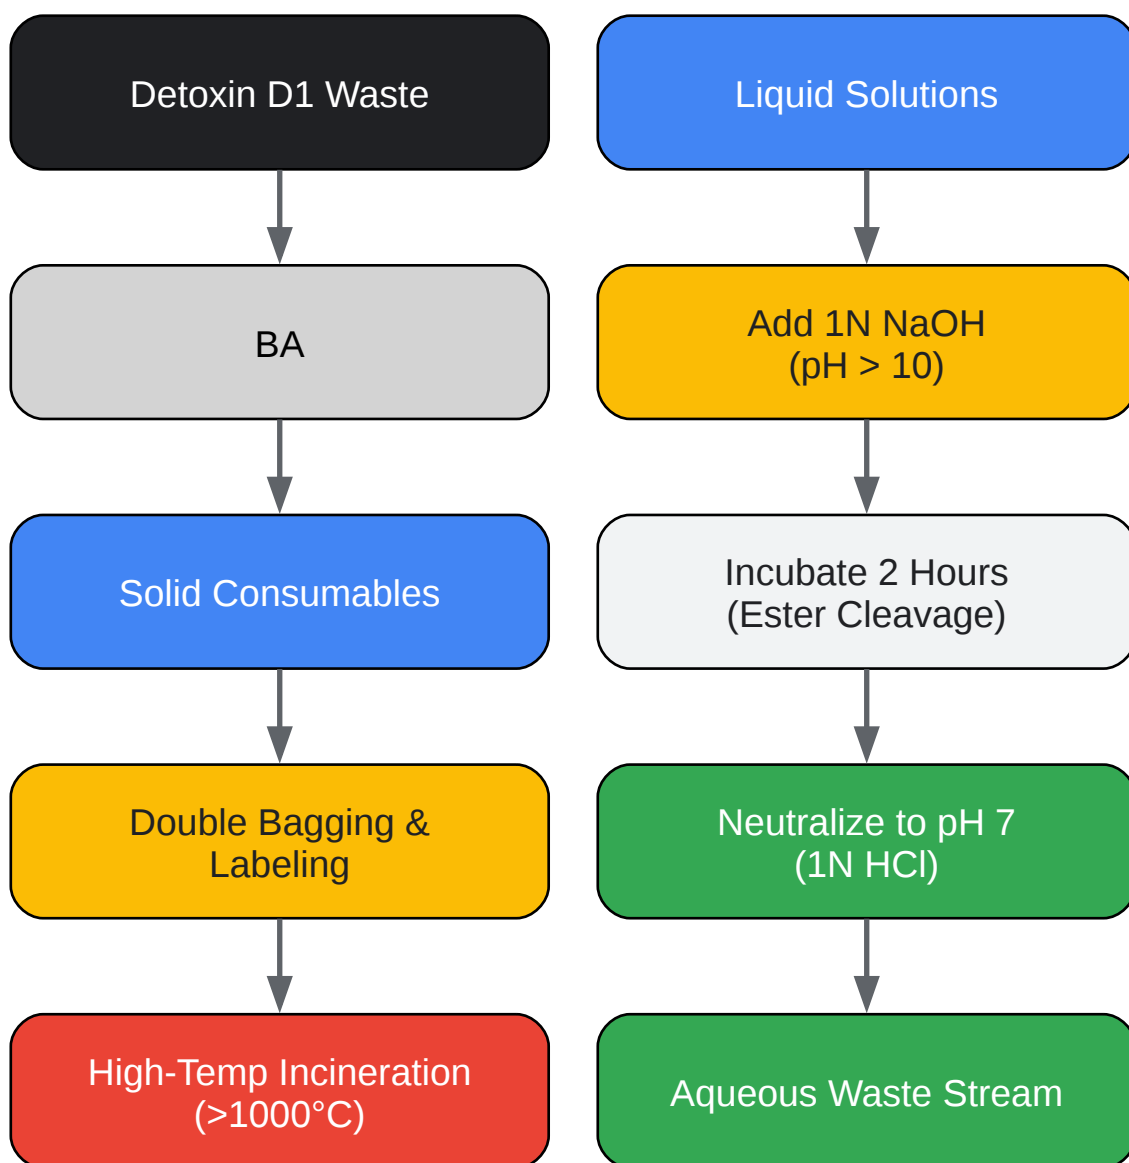 Detoxin D1 Waste
BA
Solid Consumables
Double Bagging &
Labeling
High-Temp Incineration
(>1000°C)
Liquid Solutions
Add 1N NaOH
(pH > 10)
Incubate 2 Hours
(Ester Cleavage)
Neutralize to pH 7
(1N HCl)
Aqueous Waste Stream